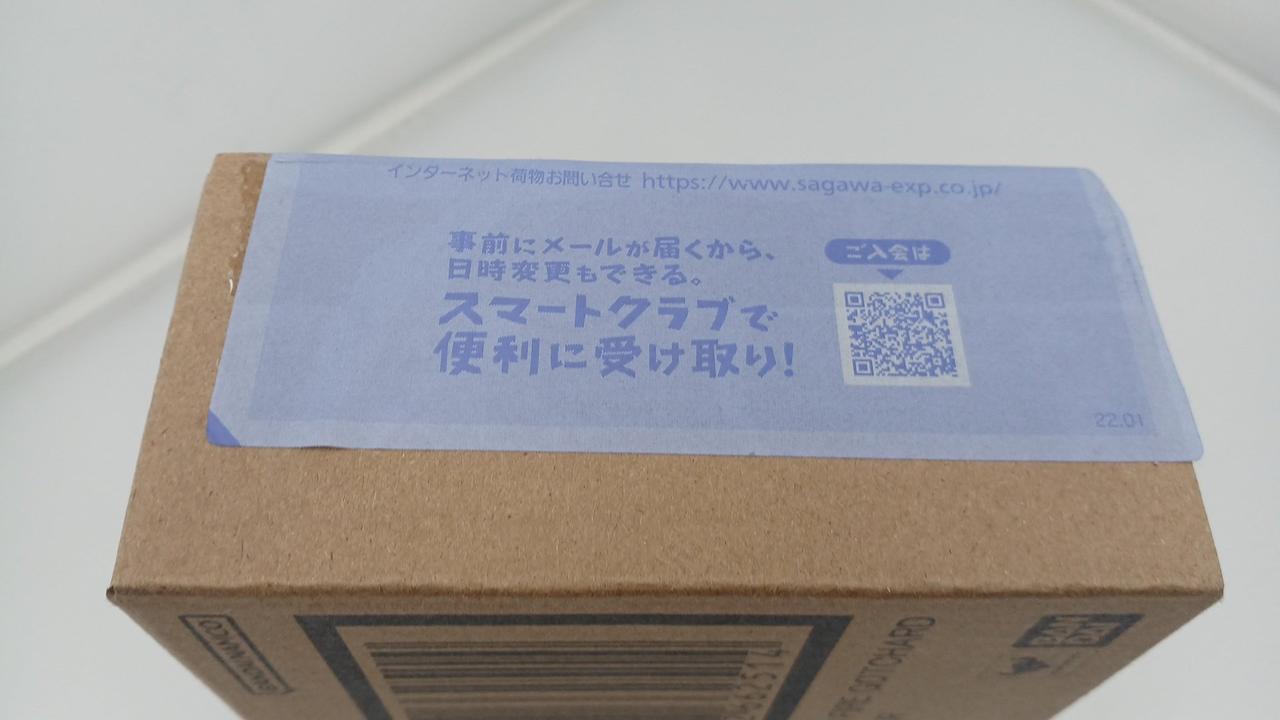 インターネット荷物お問い合せ https://www.sagawa-exp.co.jp/
事前にメールが届くから、
日時変更もできる。
スマートクラブで
便利に受け取り!
ご入会は
22.01
GOTCHARD
62514